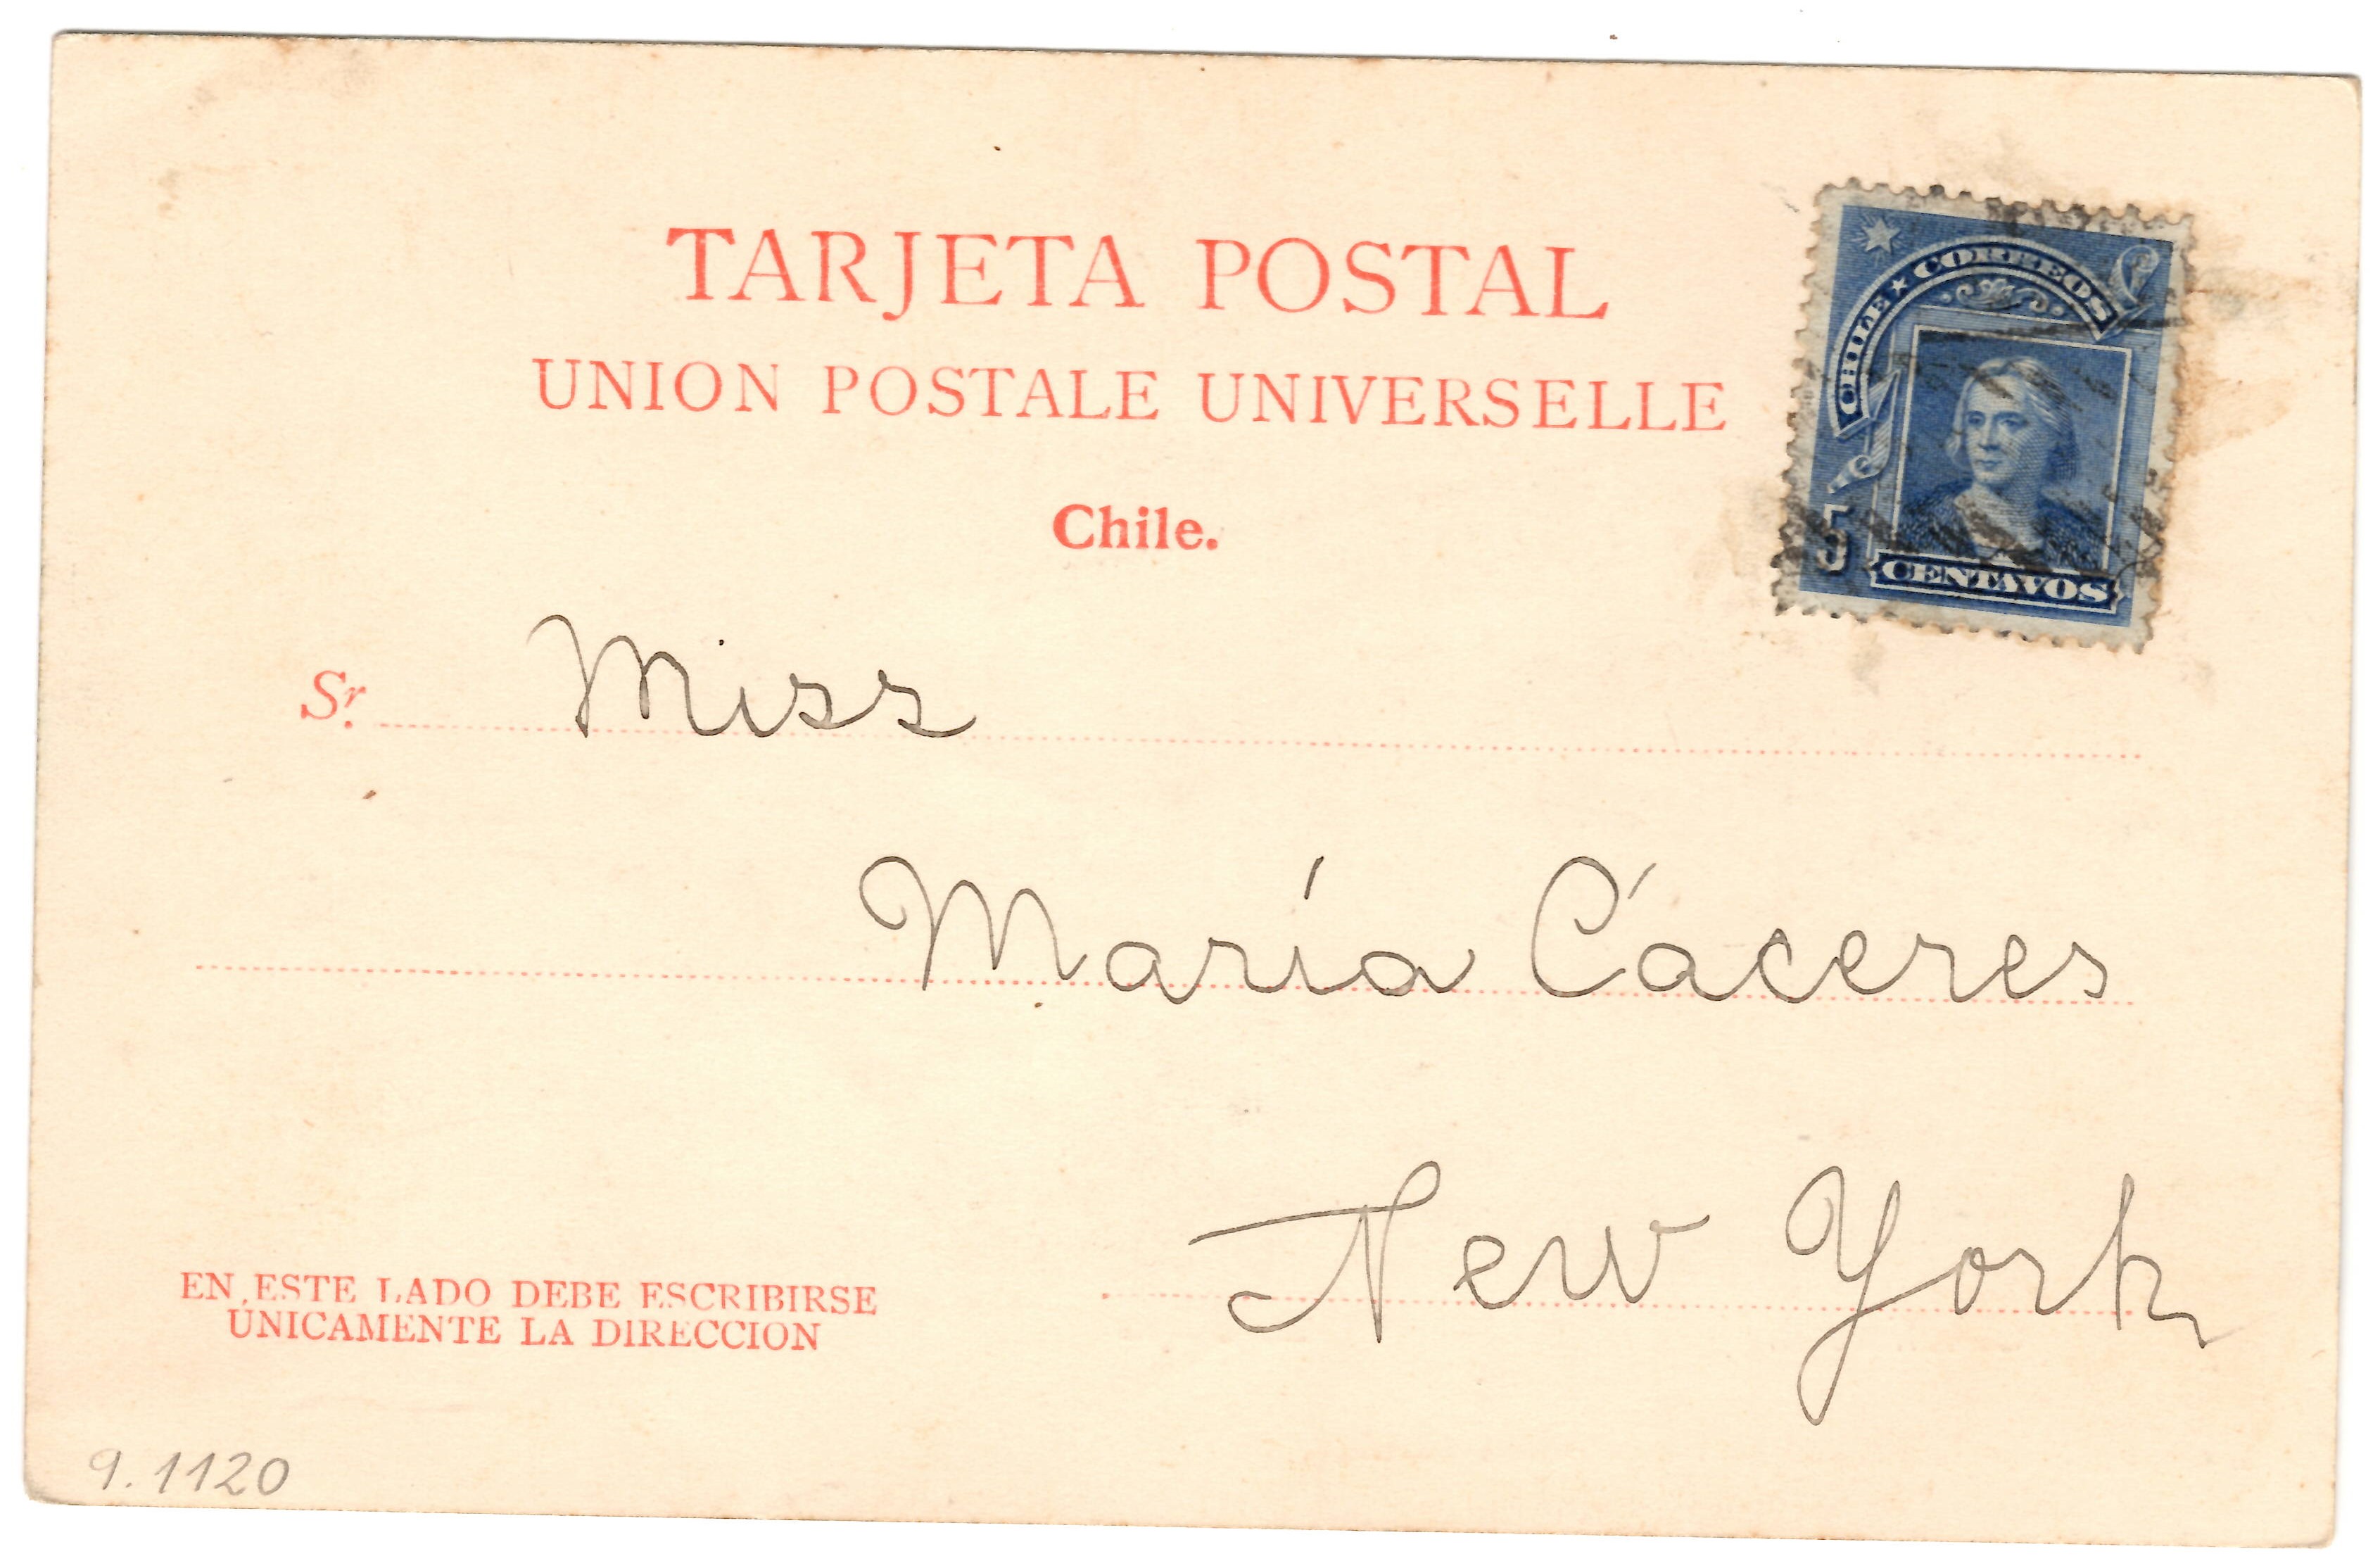 TARJETA POSTAL
UNION POSTALE UNIVERSELLE
Chile.
CHILE ★ CORREOS
5 CENTAVOS
Sr. Miss
María Cáceres
New York
EN ESTE LADO DEBE ESCRIBIRSE
ÚNICAMENTE LA DIRECCION
9.1120